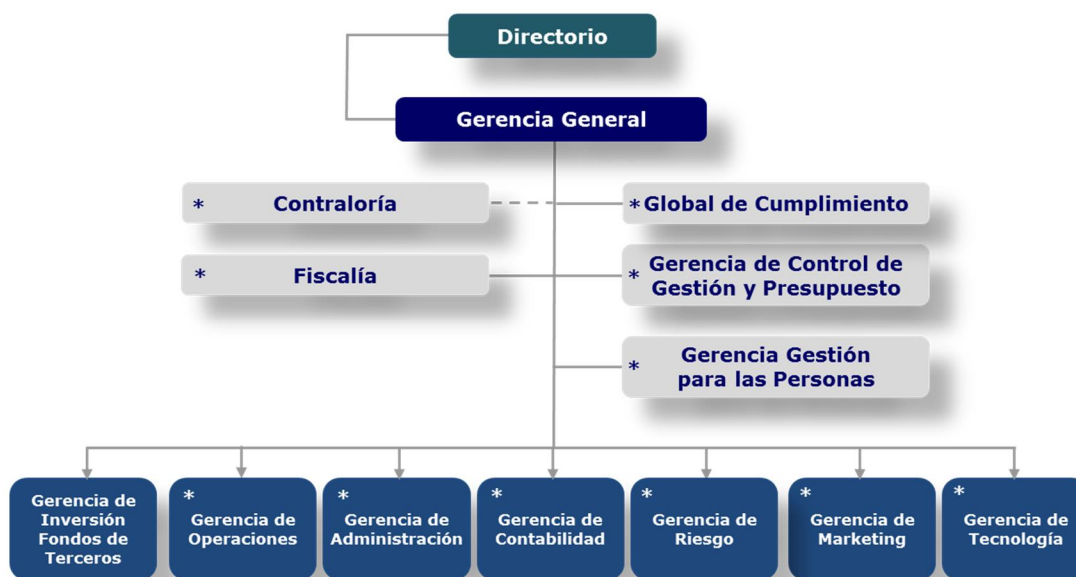 Directorio
Gerencia General
* Contraloría
* Global de Cumplimiento
* Fiscalía
* Gerencia de Control de
Gestión y Presupuesto
* Gerencia Gestión
para las Personas
Gerencia de
Inversión
Fondos de
Terceros
*
Gerencia de
Operaciones
*
Gerencia de
Administración
*
Gerencia de
Contabilidad
*
Gerencia de
Riesgo
*
Gerencia de
Marketing
*
Gerencia de
Tecnología